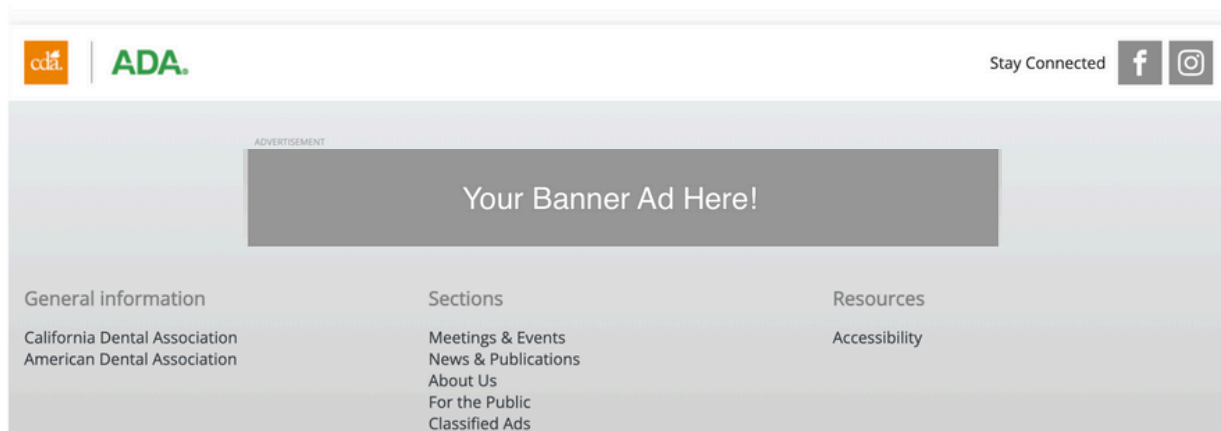 cda. ADA.
Stay Connected
ADVERTISEMENT
Your Banner Ad Here!
General information
California Dental Association
American Dental Association
Sections
Meetings & Events
News & Publications
About Us
For the Public
Classified Ads
Resources
Accessibility